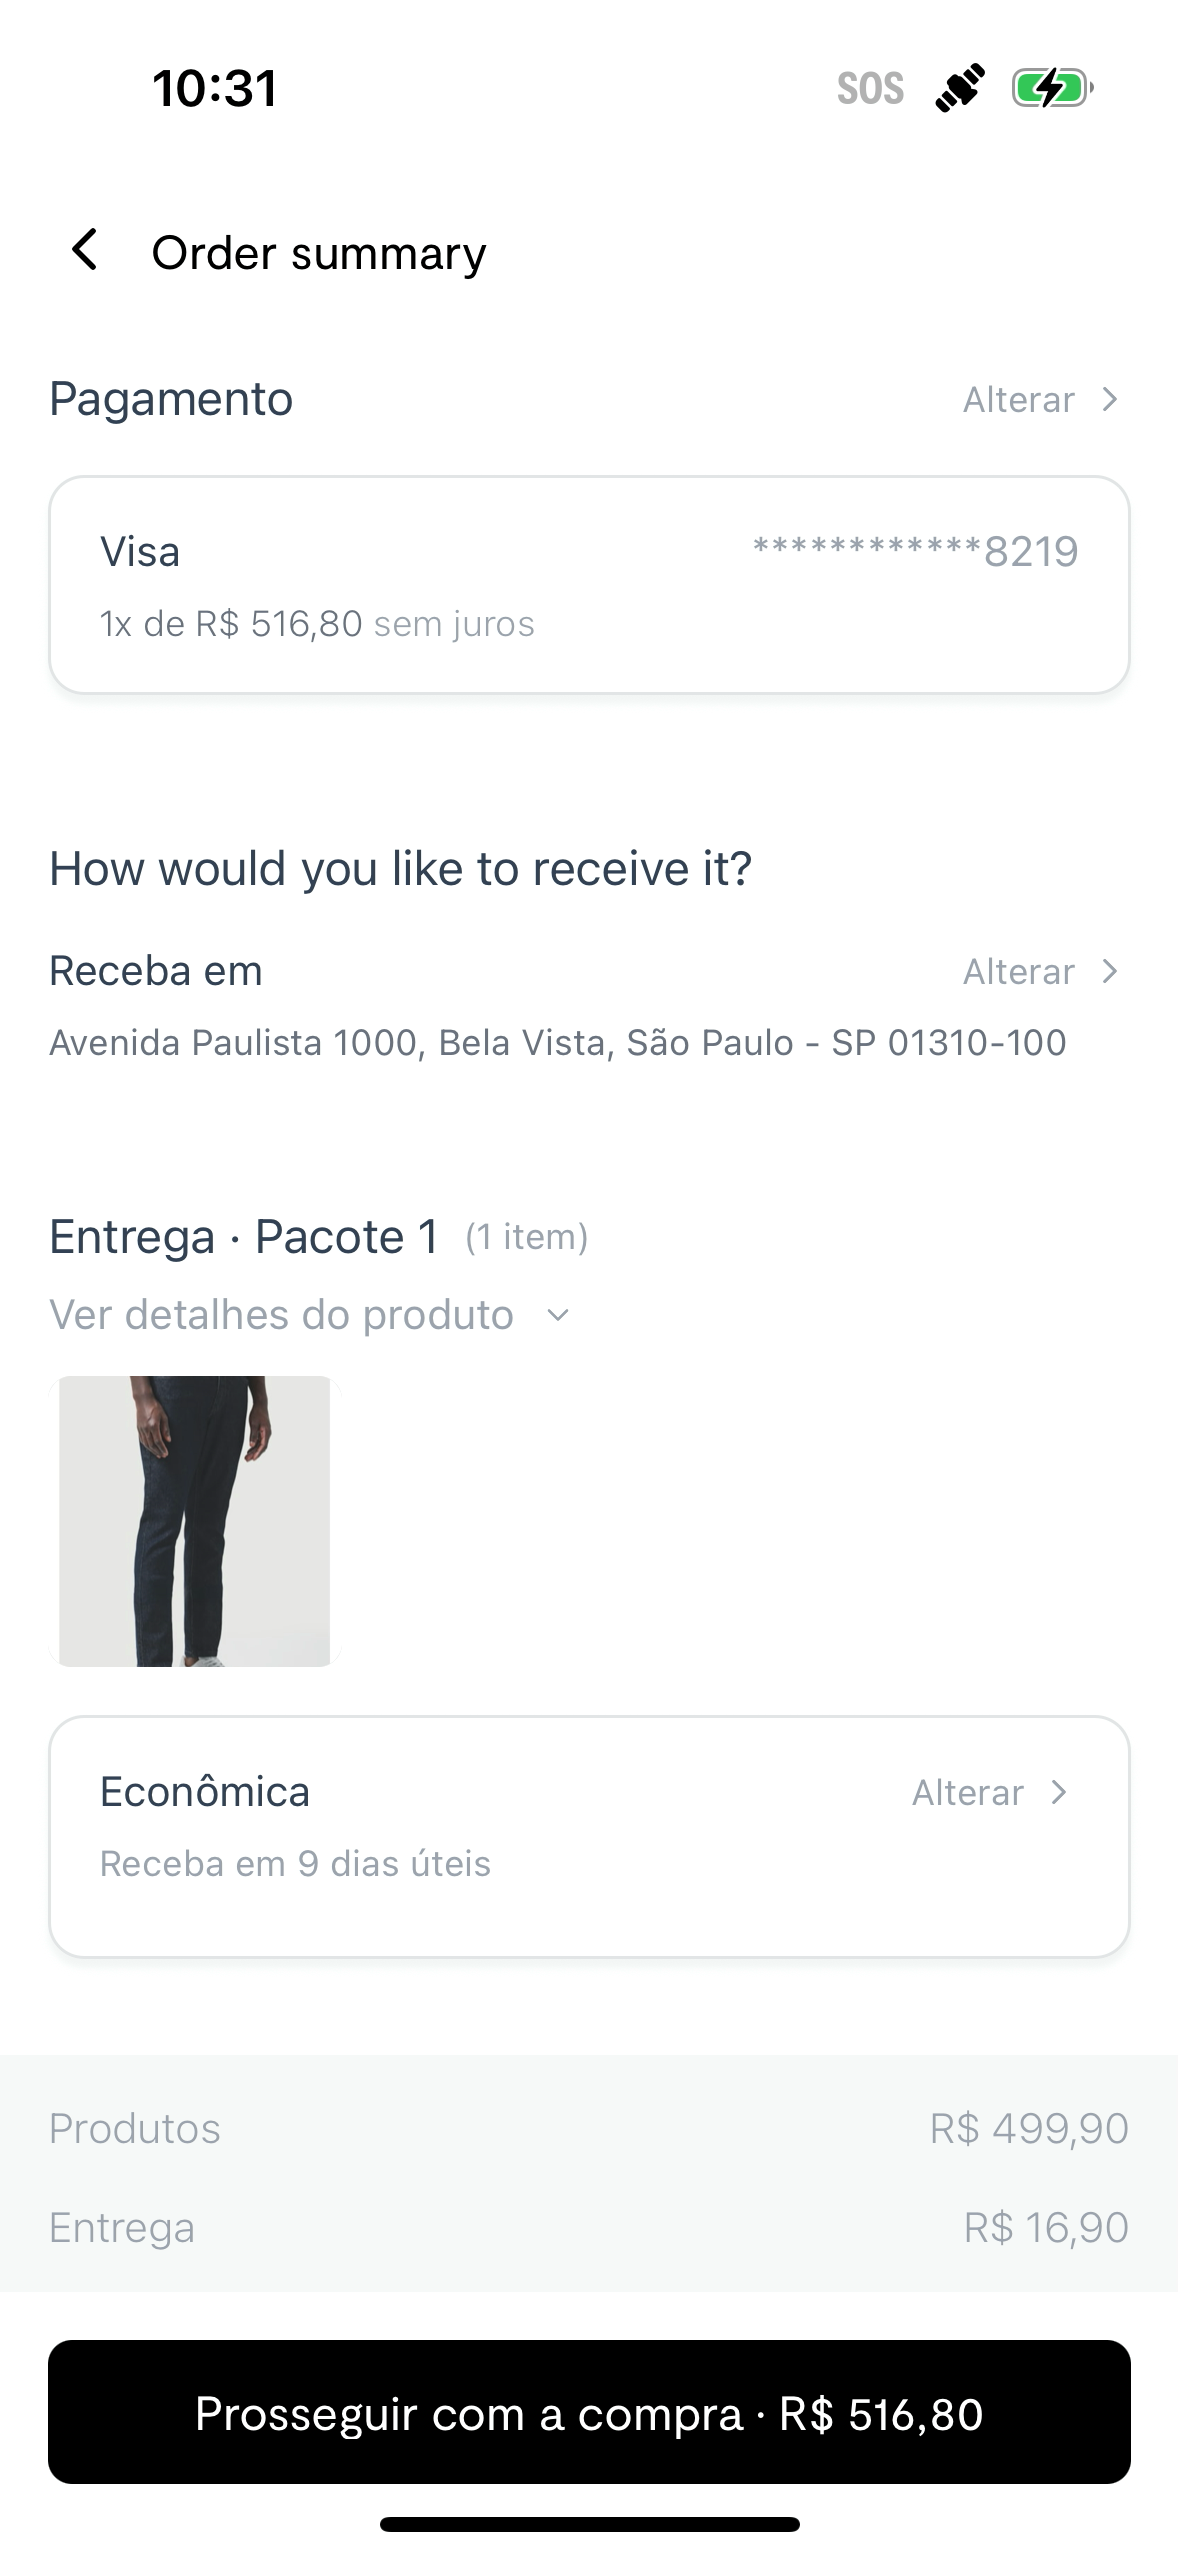 10:31
SOS
Order summary
Pagamento
Alterar
Visa
************8219
1x de R$ 516,80 sem juros
How would you like to receive it?
Receba em
Alterar
Avenida Paulista 1000, Bela Vista, São Paulo - SP 01310-100
Entrega · Pacote 1 (1 item)
Ver detalhes do produto
Econômica
Alterar
Receba em 9 dias úteis
Produtos
R$ 499,90
Entrega
R$ 16,90
Prosseguir com a compra · R$ 516,80